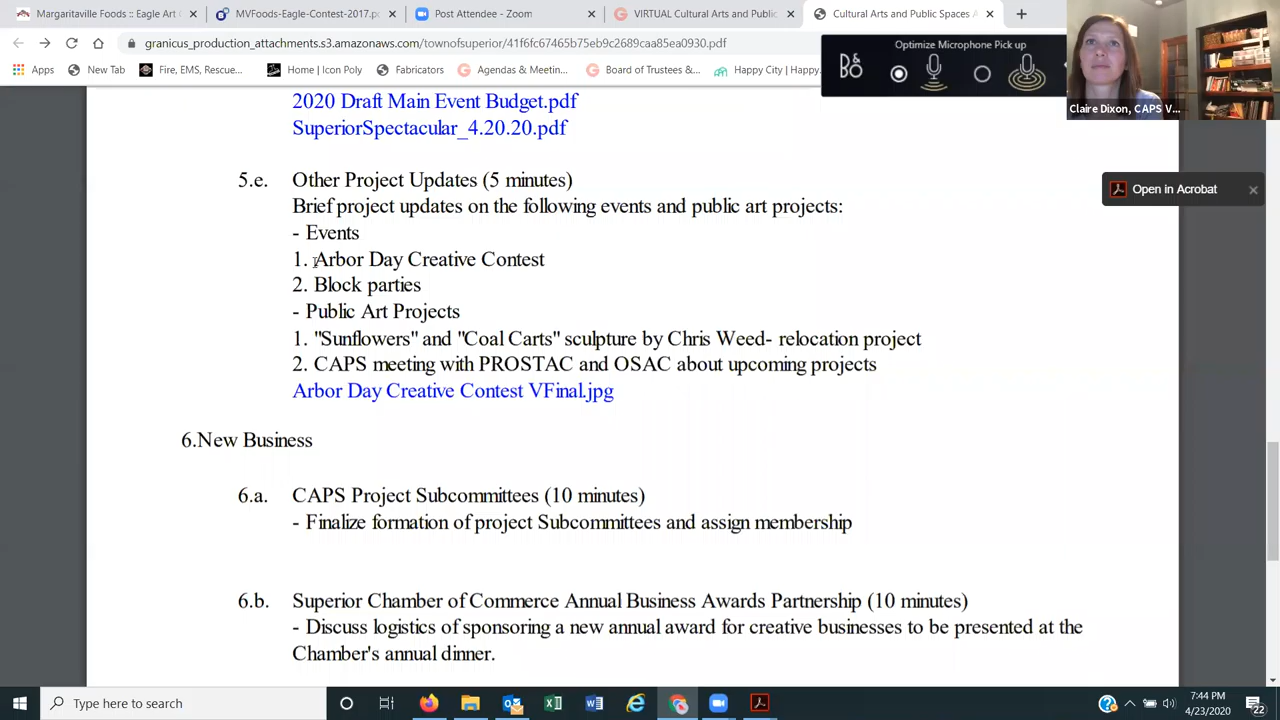 Margaritaville Foods :: Eagle Art
MVFoods-Eagle-Contest-2017.p
Post Attendee - Zoom
VIRTUAL Cultural Arts and Public
Cultural Arts and Public Spaces A
granicus_production_attachments.s3.amazonaws.com/townofsuperior/41f6fc67465b75eb9c2689caa85ea0930.pdf
Apps
New Tab
Fire, EMS, Rescue...
Home | Icon Poly
Fabricators
Agendas & Meetin...
Board of Trustees &...
Happy City | Happy.
Optimize Microphone Pick up
B&O
Claire Dixon, CAPS V...
Open in Acrobat
2020 Draft Main Event Budget.pdf
SuperiorSpectacular_4.20.20.pdf
5.e. Other Project Updates (5 minutes)
Brief project updates on the following events and public art projects:
- Events
1. Arbor Day Creative Contest
2. Block parties
- Public Art Projects
1. "Sunflowers" and "Coal Carts" sculpture by Chris Weed- relocation project
2. CAPS meeting with PROSTAC and OSAC about upcoming projects
Arbor Day Creative Contest VFinal.jpg
6.New Business
6.a. CAPS Project Subcommittees (10 minutes)
- Finalize formation of project Subcommittees and assign membership
6.b. Superior Chamber of Commerce Annual Business Awards Partnership (10 minutes)
- Discuss logistics of sponsoring a new annual award for creative businesses to be presented at the
Chamber's annual dinner.
Type here to search
7:44 PM
4/23/2020
22